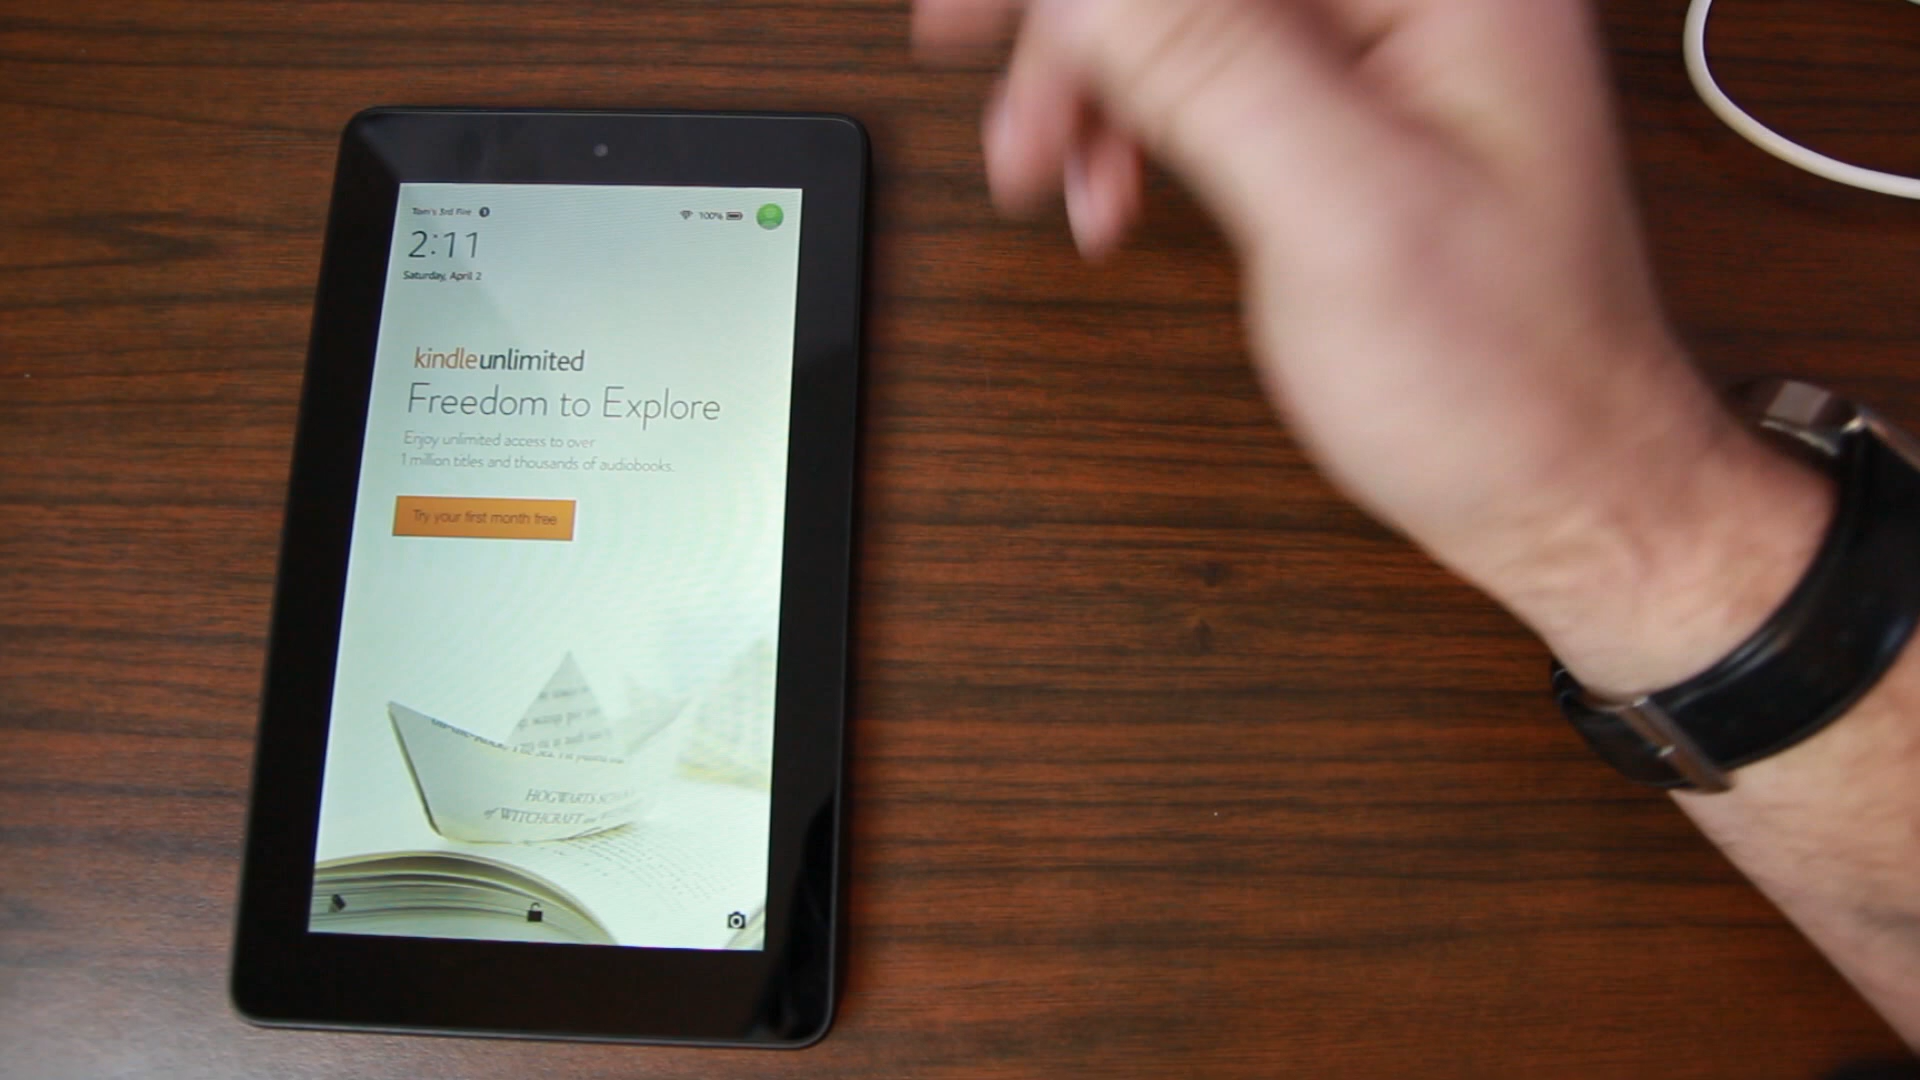 Tom's 3rd Fire
100%
2:11
Saturday, April 2
kindleunlimited
Freedom to Explore
Enjoy unlimited access to over
1 million titles and thousands of audiobooks.
Try your first month free
HOGWARTS
of WITCHCRAFT